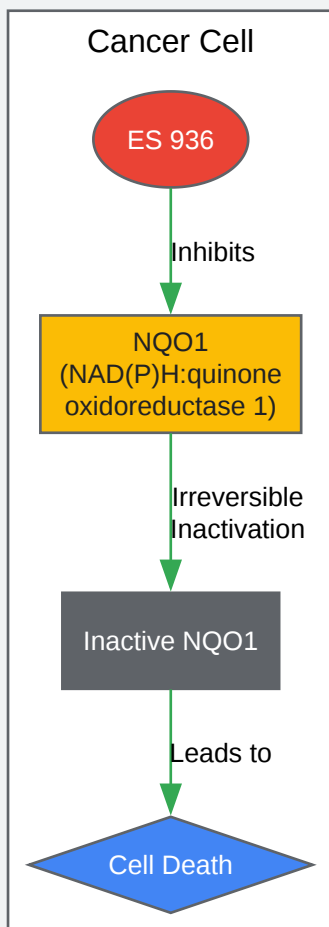 Cancer Cell
ES 936
Inhibits
NQO1
(NAD(P)H:quinone
oxidoreductase 1)
Irreversible
Inactivation
Inactive NQO1
Leads to
Cell Death